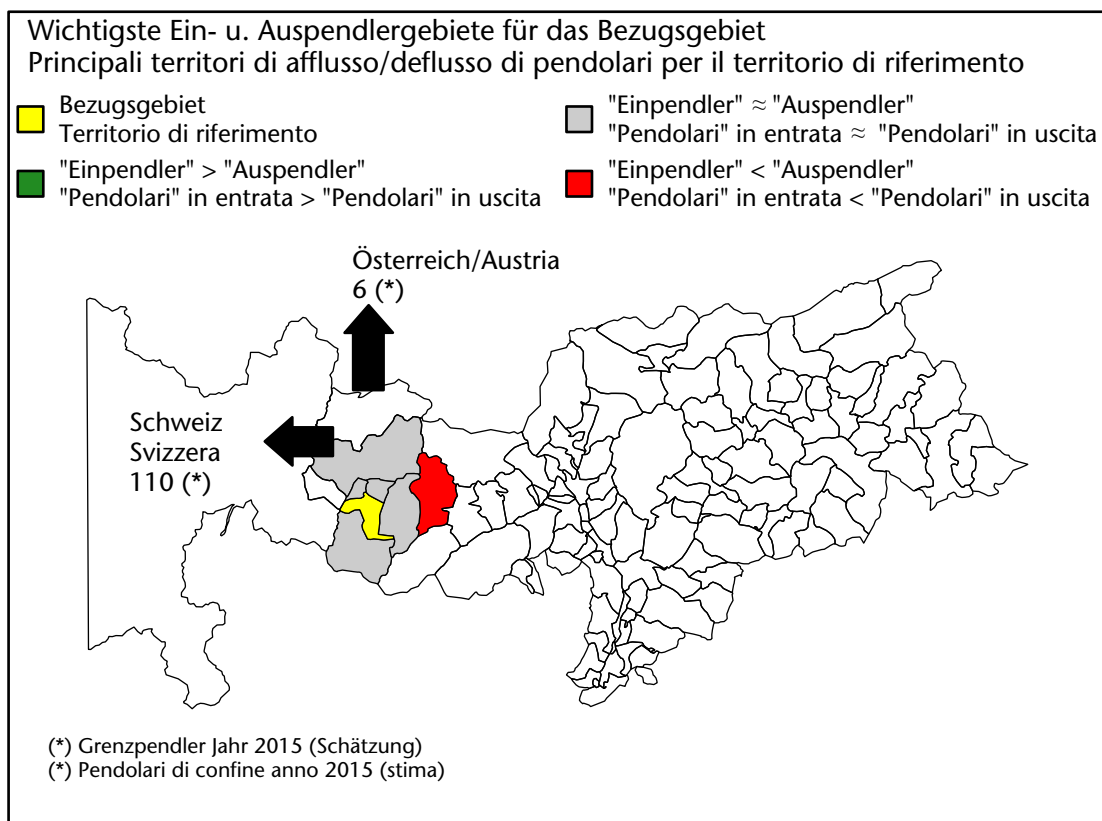 Wichtigste Ein- u. Auspendlergebiete für das Bezugsgebiet
Principali territori di afflusso/deflusso di pendolari per il territorio di riferimento
Bezugsgebiet
Territorio di riferimento
"Einpendler" > "Auspendler"
"Pendolari" in entrata > "Pendolari" in uscita
"Einpendler" ≈ "Auspendler"
"Pendolari" in entrata ≈ "Pendolari" in uscita
"Einpendler" < "Auspendler"
"Pendolari" in entrata < "Pendolari" in uscita
Österreich/Austria
6 (*)
Schweiz
Svizzera
110 (*)
(*) Grenzpendler Jahr 2015 (Schätzung)
(*) Pendolari di confine anno 2015 (stima)